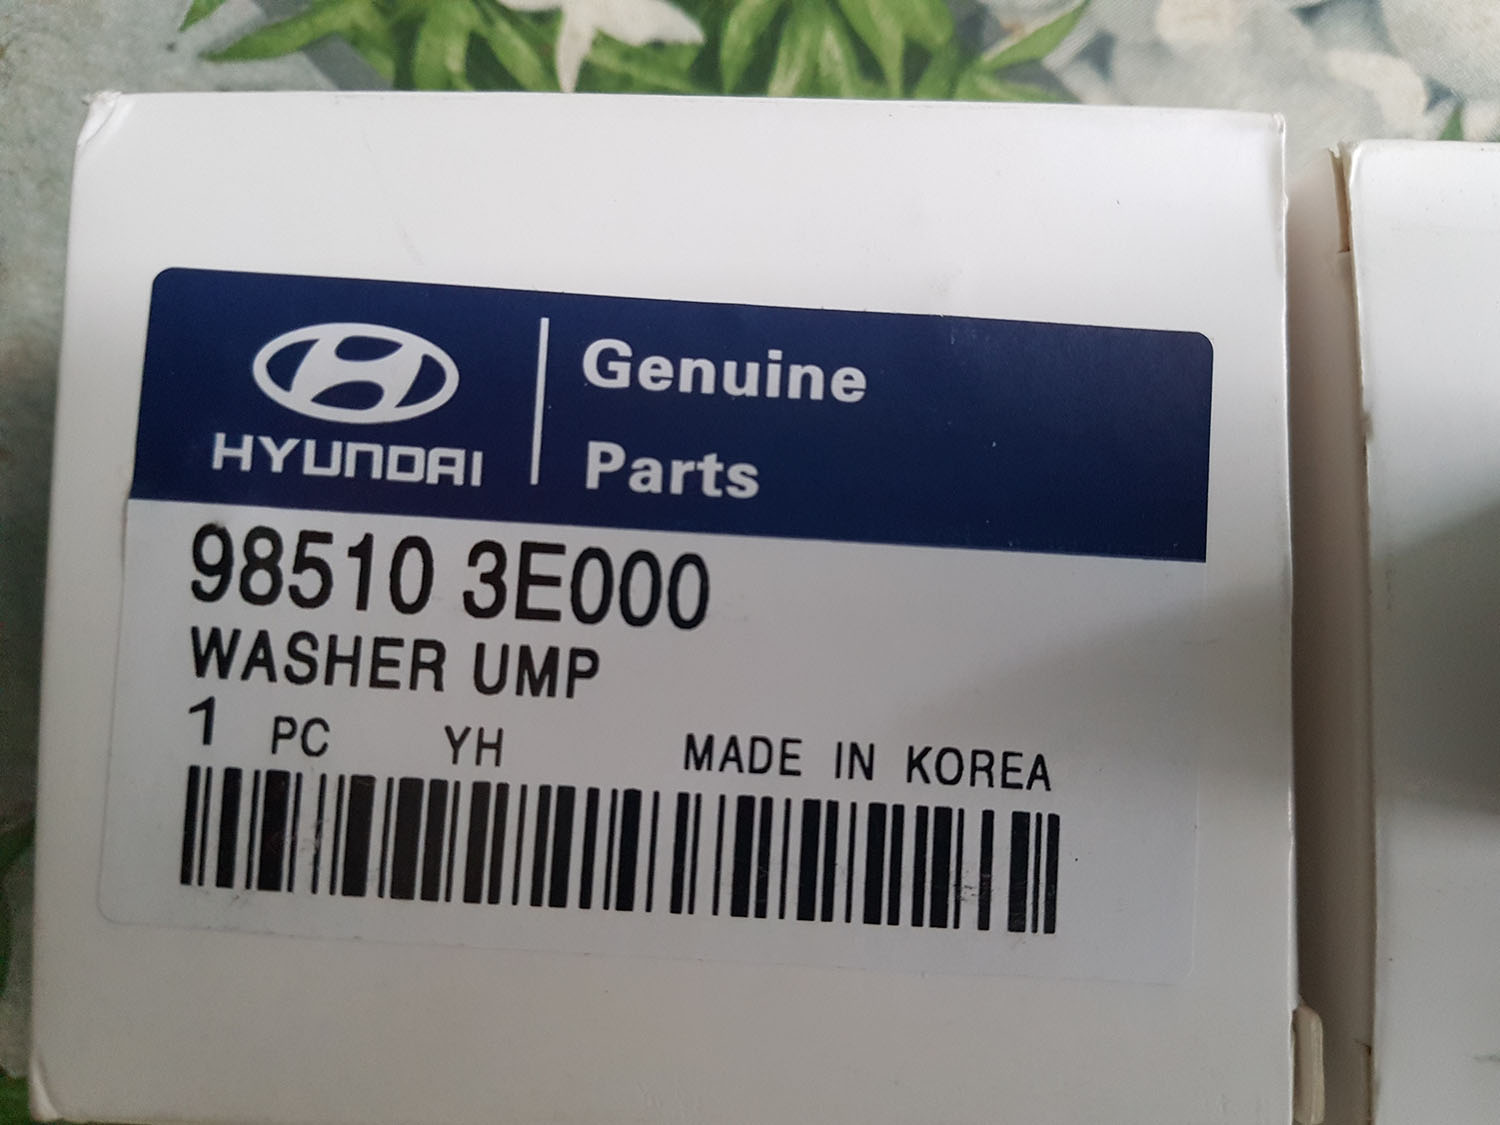 HYUNDAI
Genuine
Parts
98510 3E000
WASHER UMP
1 PC YH MADE IN KOREA